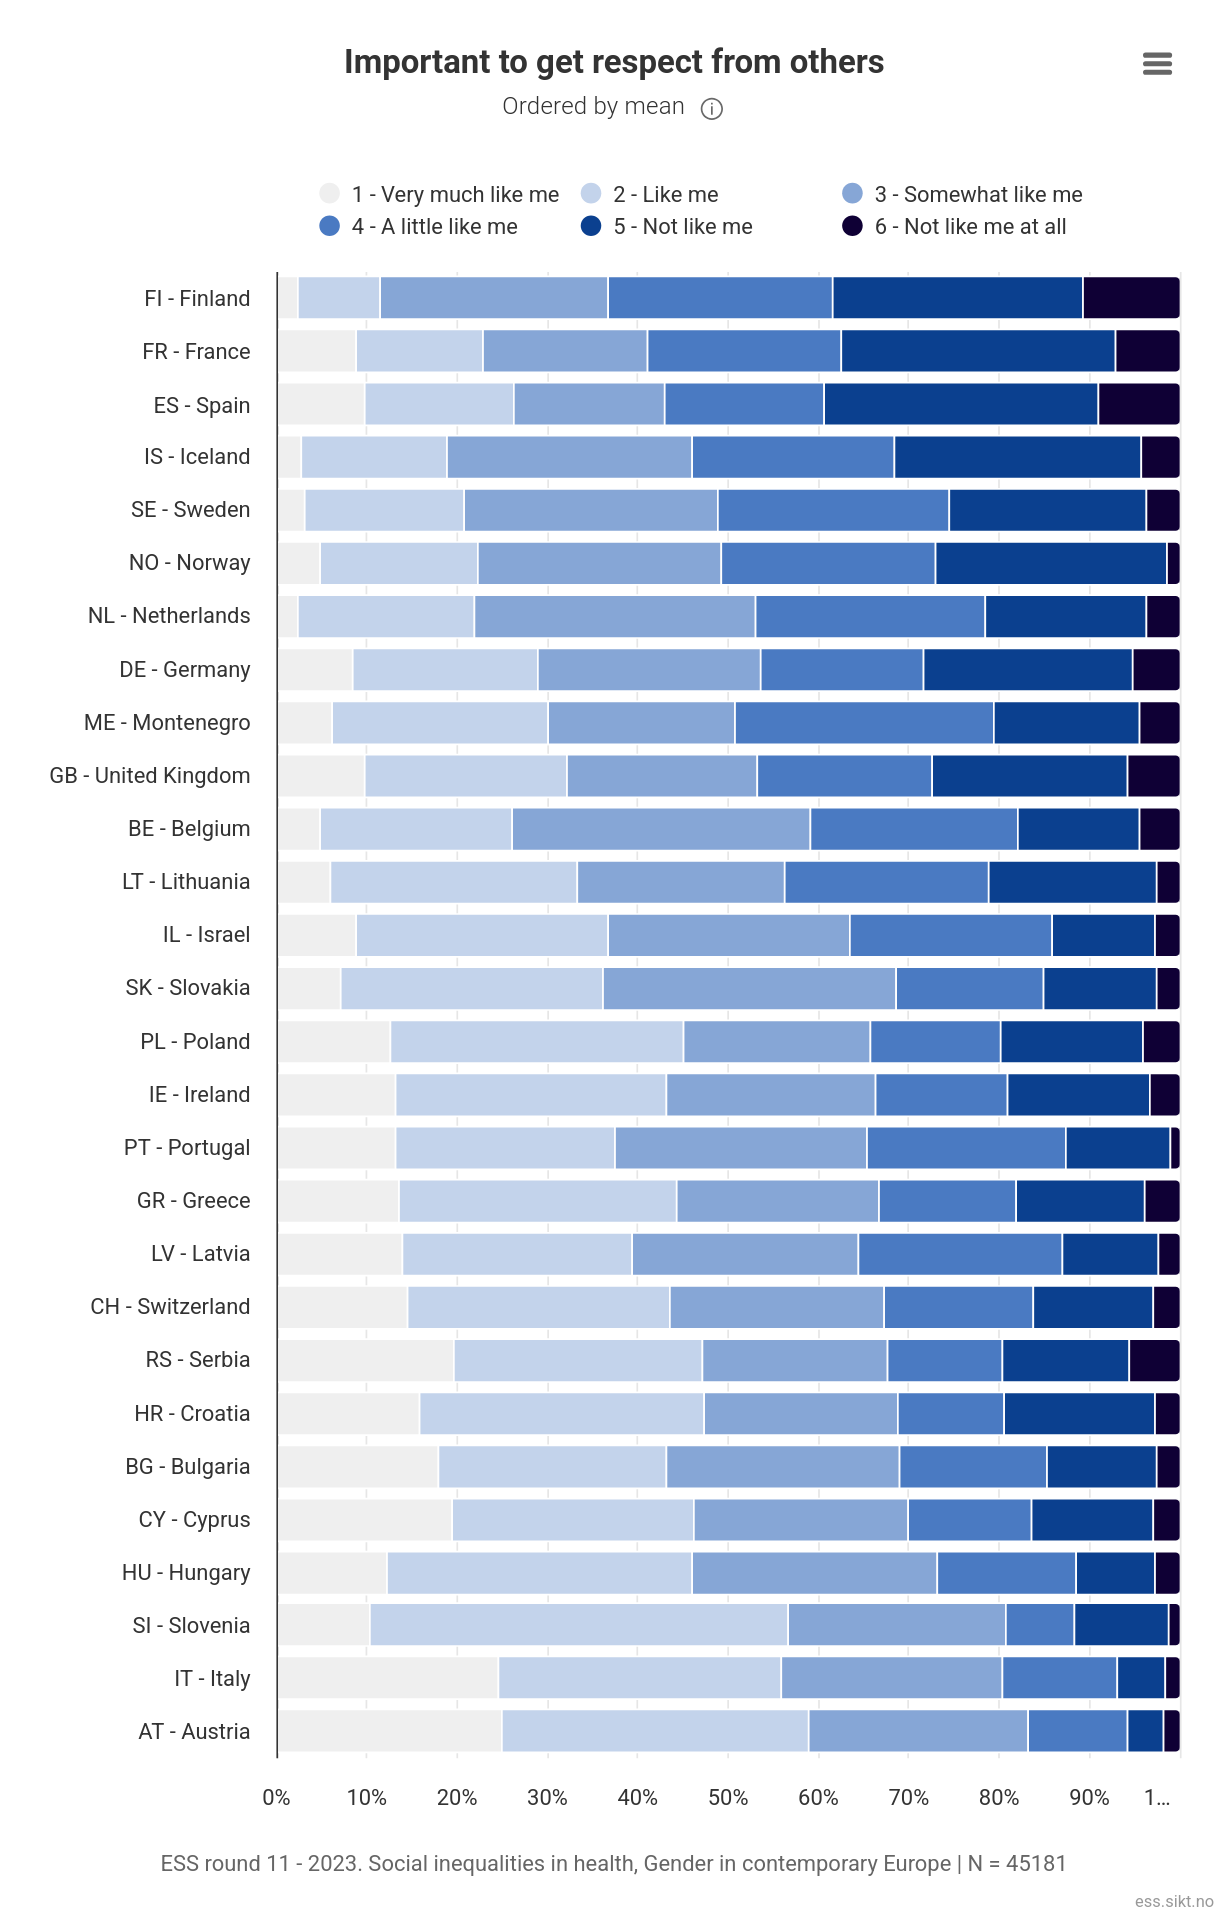 Important to get respect from others
Ordered by mean
1 - Very much like me
2 - Like me
3 - Somewhat like me
4 - A little like me
5 - Not like me
6 - Not like me at all
FI - Finland
FR - France
ES - Spain
IS - Iceland
SE - Sweden
NO - Norway
NL - Netherlands
DE - Germany
ME - Montenegro
GB - United Kingdom
BE - Belgium
LT - Lithuania
IL - Israel
SK - Slovakia
PL - Poland
IE - Ireland
PT - Portugal
GR - Greece
LV - Latvia
CH - Switzerland
RS - Serbia
HR - Croatia
BG - Bulgaria
CY - Cyprus
HU - Hungary
SI - Slovenia
IT - Italy
AT - Austria
0% 10% 20% 30% 40% 50% 60% 70% 80% 90% 1...
ESS round 11 - 2023. Social inequalities in health, Gender in contemporary Europe | N = 45181
ess.sikt.no